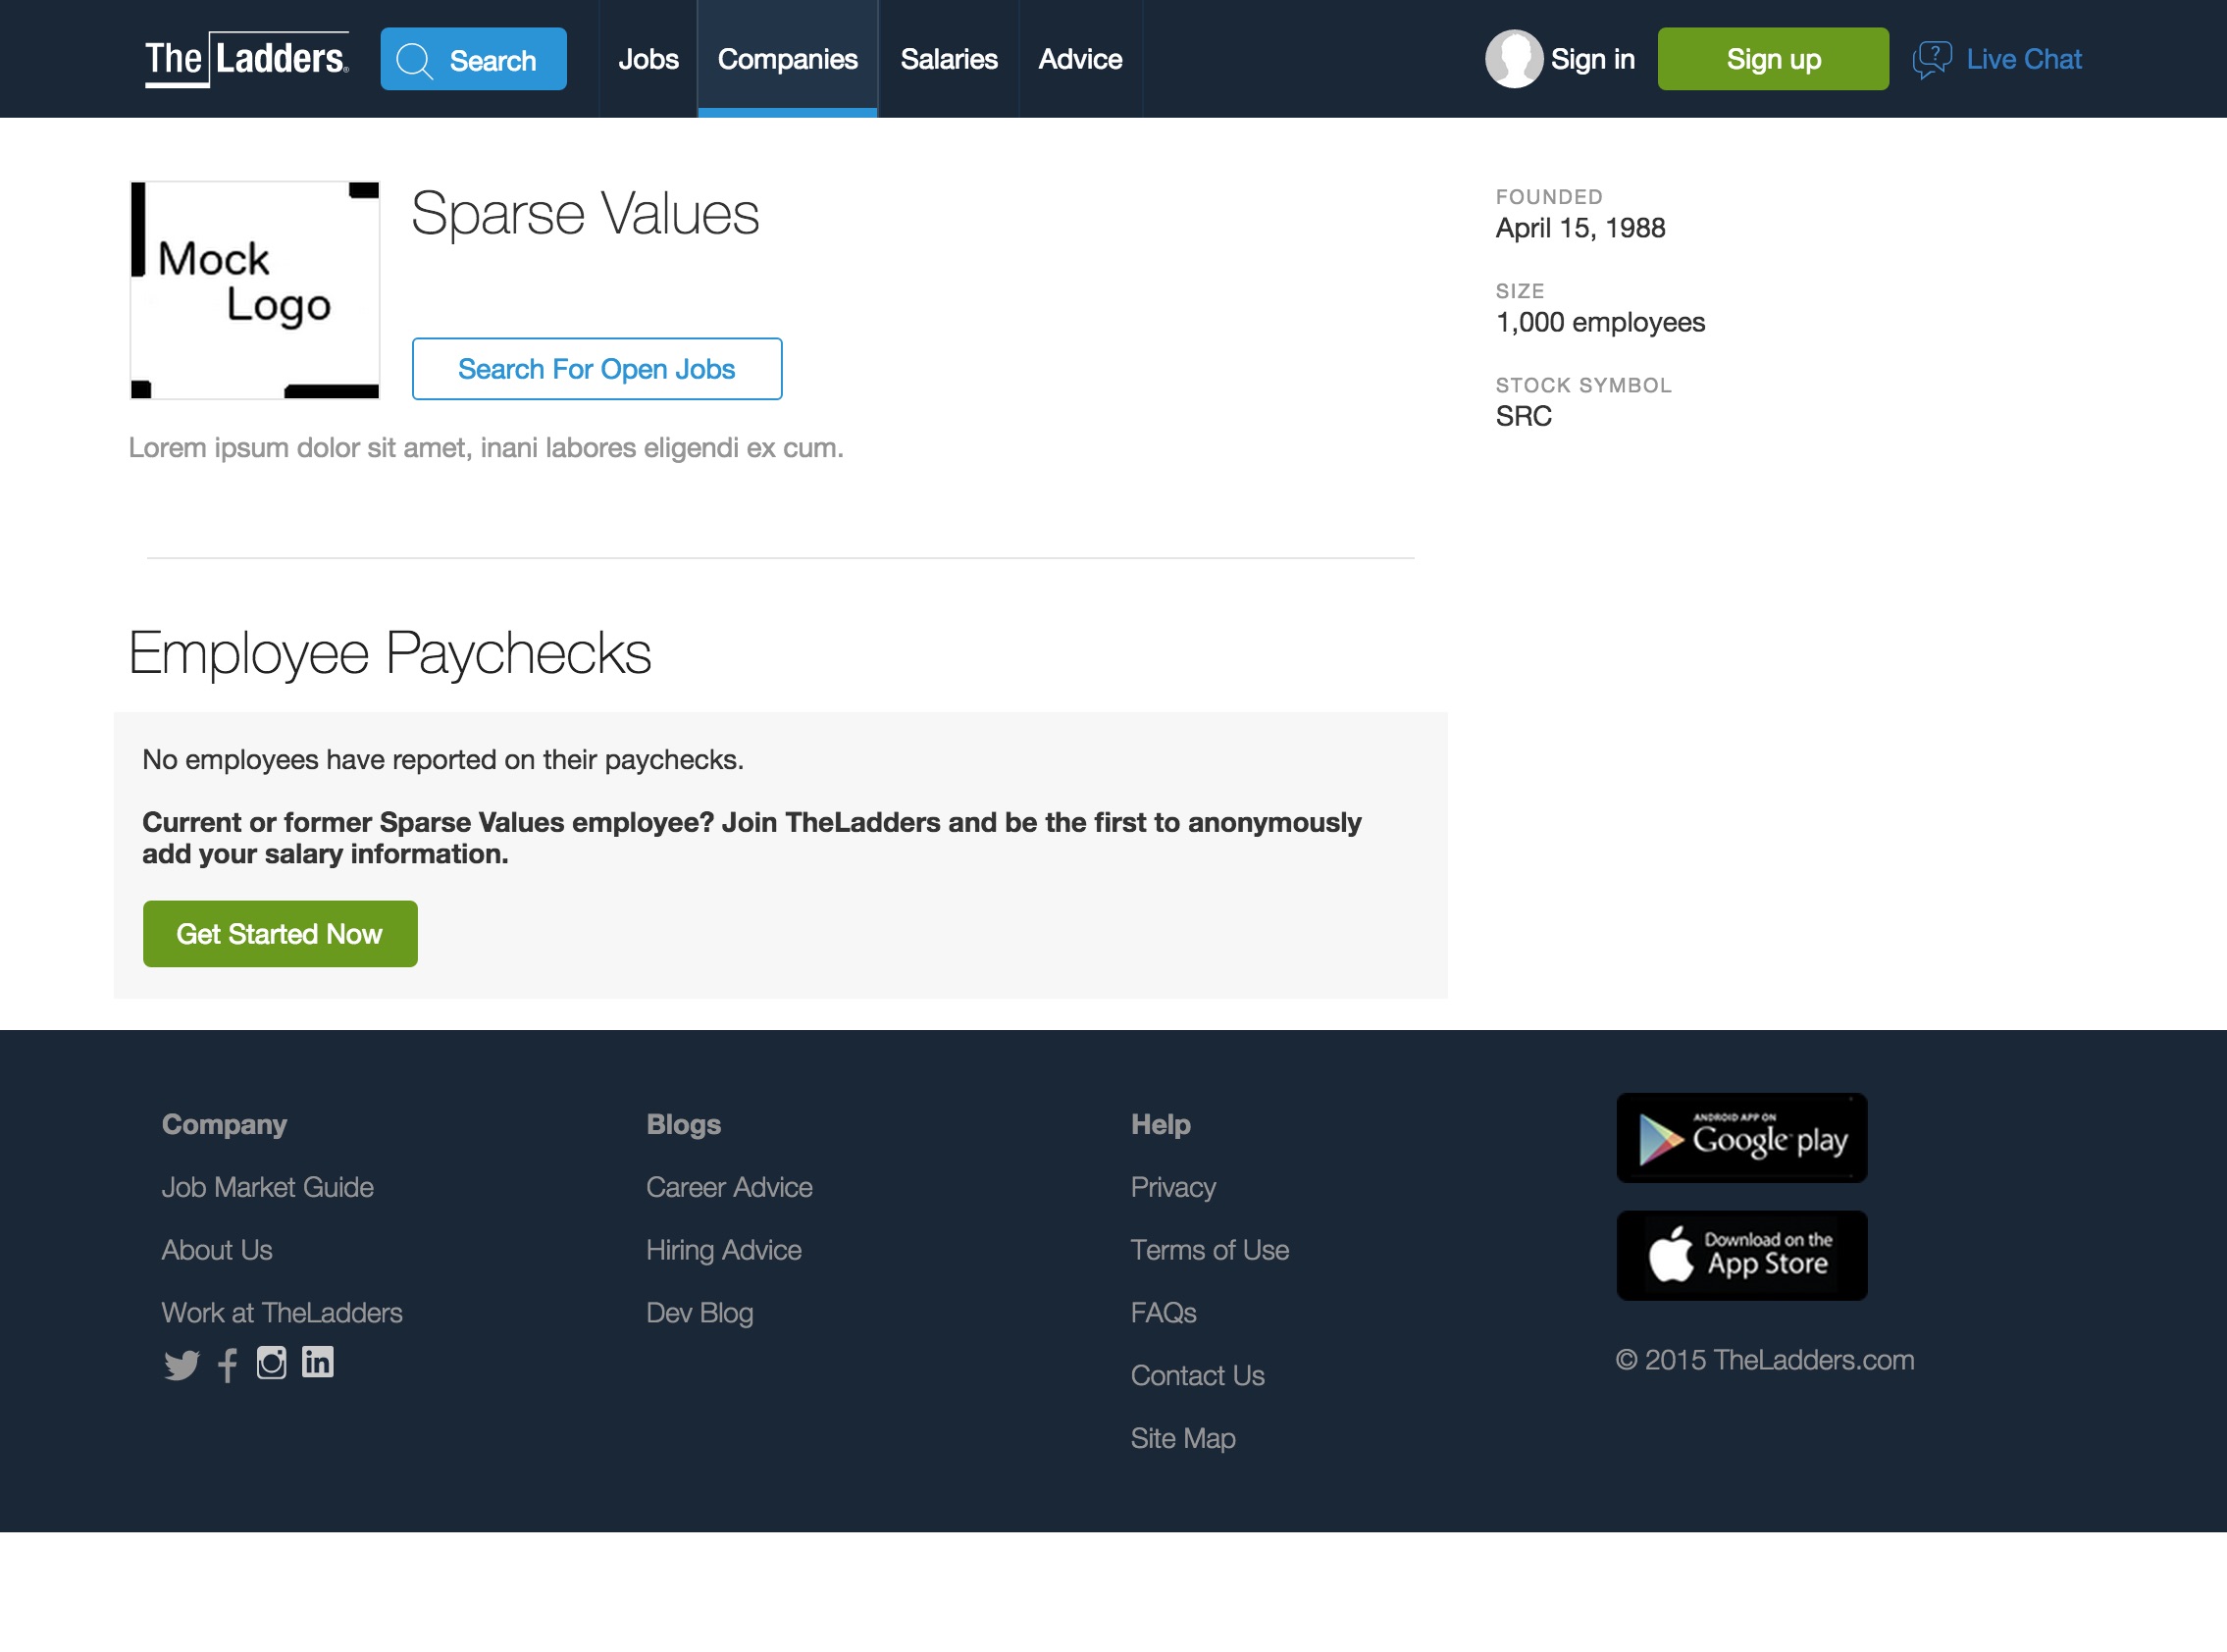 The Ladders
Search
Jobs
Companies
Salaries
Advice
Sign in
Sign up
Live Chat
Mock
Logo
Sparse Values
Search For Open Jobs
Lorem ipsum dolor sit amet, inani labores eligendi ex cum.
FOUNDED
April 15, 1988
SIZE
1,000 employees
STOCK SYMBOL
SRC
Employee Paychecks
No employees have reported on their paychecks.
Current or former Sparse Values employee? Join TheLadders and be the first to anonymously
add your salary information.
Get Started Now
Company
Job Market Guide
About Us
Work at TheLadders
Blogs
Career Advice
Hiring Advice
Dev Blog
Help
Privacy
Terms of Use
FAQs
Contact Us
Site Map
ANDROID APP ON
Google play
Download on the
App Store
© 2015 TheLadders.com